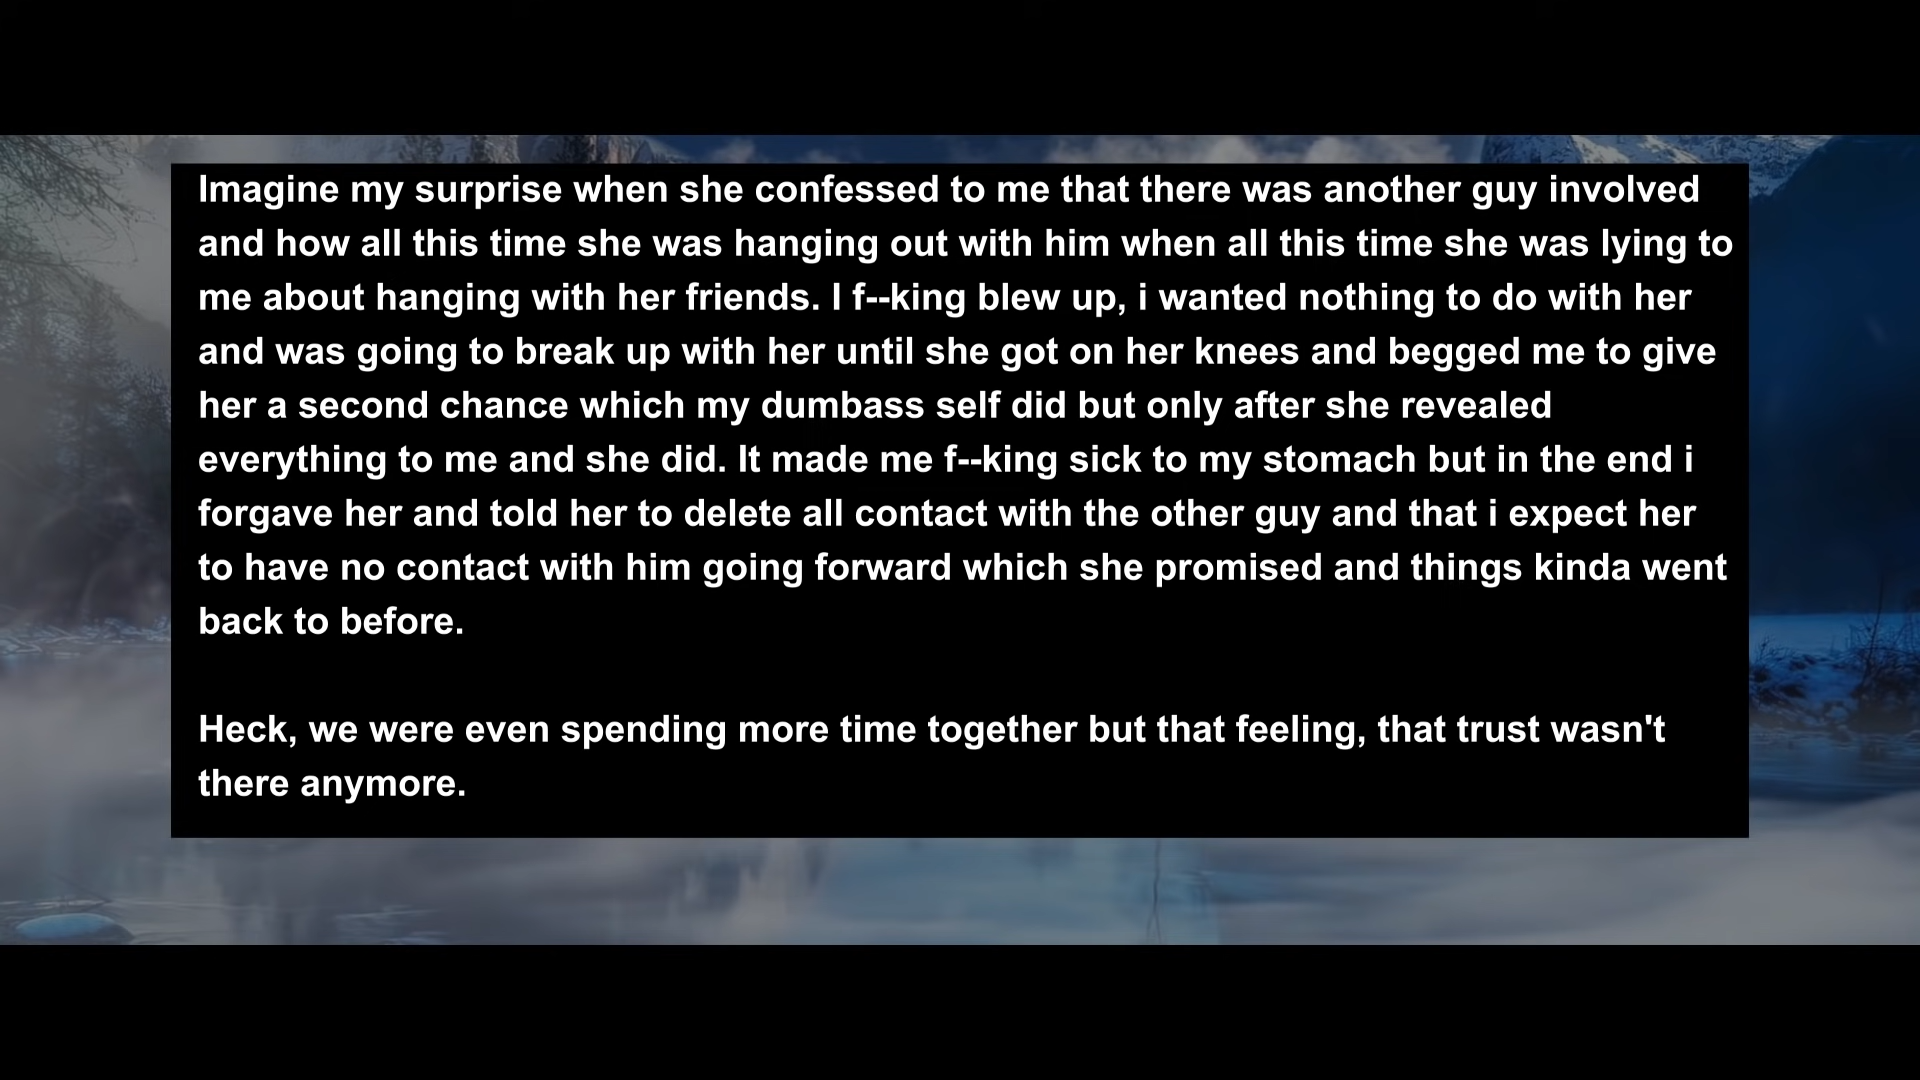 Imagine my surprise when she confessed to me that there was another guy involved
and how all this time she was hanging out with him when all this time she was lying to
me about hanging with her friends. I f--king blew up, i wanted nothing to do with her
and was going to break up with her until she got on her knees and begged me to give
her a second chance which my dumbass self did but only after she revealed
everything to me and she did. It made me f--king sick to my stomach but in the end i
forgave her and told her to delete all contact with the other guy and that i expect her
to have no contact with him going forward which she promised and things kinda went
back to before.
Heck, we were even spending more time together but that feeling, that trust wasn't
there anymore.